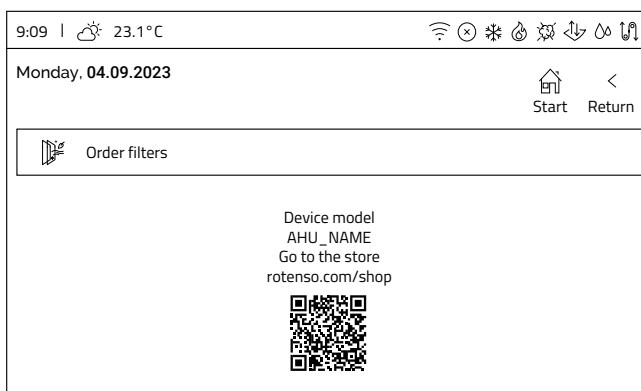 9:09 | 23.1°C
Monday, 04.09.2023
Start Return
Order filters
Device model
AHU_NAME
Go to the store
rotenso.com/shop